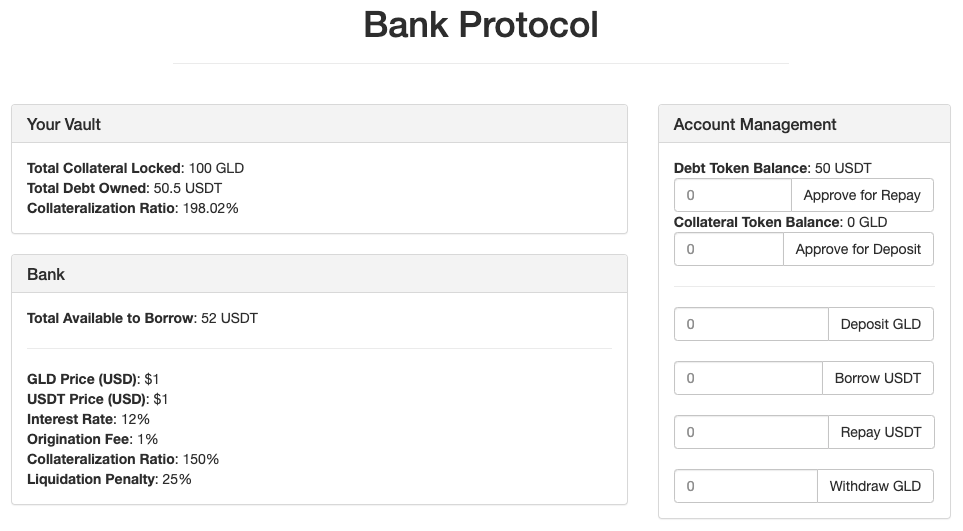 Bank Protocol
Your Vault
Total Collateral Locked: 100 GLD
Total Debt Owned: 50.5 USDT
Collateralization Ratio: 198.02%
Bank
Total Available to Borrow: 52 USDT
GLD Price (USD): $1
USDT Price (USD): $1
Interest Rate: 12%
Origination Fee: 1%
Collateralization Ratio: 150%
Liquidation Penalty: 25%
Account Management
Debt Token Balance: 50 USDT
0 Approve for Repay
Collateral Token Balance: 0 GLD
0 Approve for Deposit
0 Deposit GLD
0 Borrow USDT
0 Repay USDT
0 Withdraw GLD